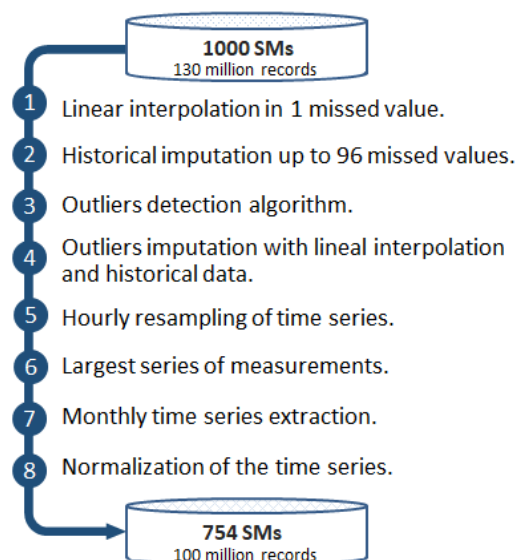 1000 SMs
130 million records
1 Linear interpolation in 1 missed value.
2 Historical imputation up to 96 missed values.
3 Outliers detection algorithm.
4 Outliers imputation with lineal interpolation
and historical data.
5 Hourly resampling of time series.
6 Largest series of measurements.
7 Monthly time series extraction.
8 Normalization of the time series.
754 SMs
100 million records